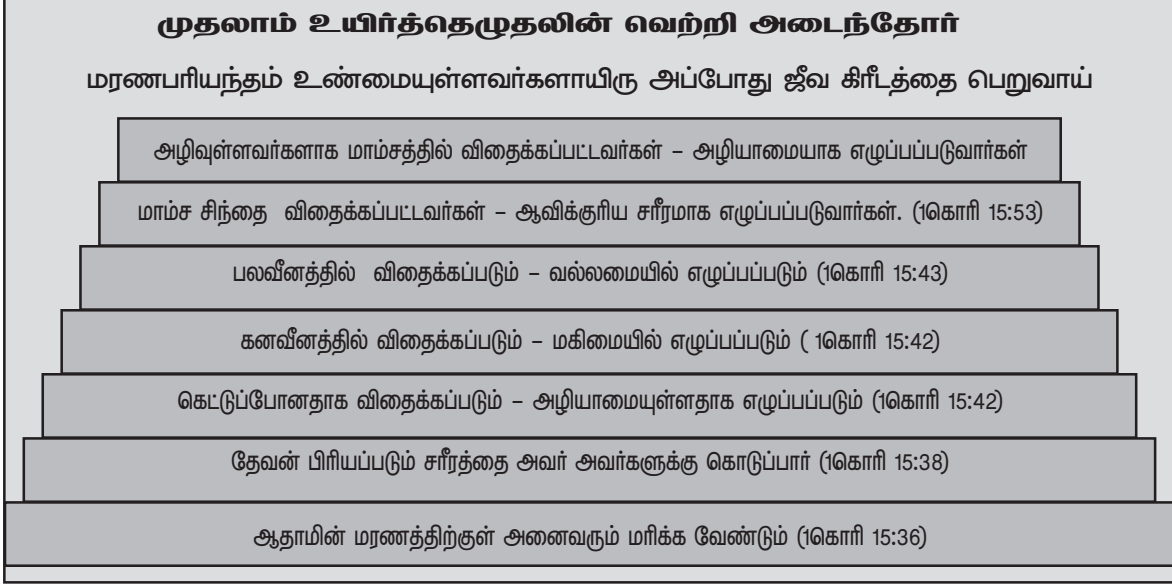 முதலாம் உயிர்த்தெழுதலின் வெற்றி அடைந்தோர்
மரணபரியந்தம் உண்மையுள்ளவர்களாயிரு அப்போது ஜீவ கிரீடத்தை பெறுவாய்
அழிவுள்ளவர்களாக மாம்சத்தில் விதைக்கப்பட்டவர்கள் – அழியாமையாக எழுப்பப்படுவார்கள்
மாம்ச சிந்தை விதைக்கப்பட்டவர்கள் – ஆவிக்குரிய சரீரமாக எழுப்பப்படுவார்கள். (1கொரி 15:53)
பலவீனத்தில் விதைக்கப்படும் – வல்லமையில் எழுப்பப்படும் (1கொரி 15:43)
கனவீனத்தில் விதைக்கப்படும் – மகிமையில் எழுப்பப்படும் ( 1கொரி 15:42)
கெட்டுப்போனதாக விதைக்கப்படும் – அழியாமையுள்ளதாக எழுப்பப்படும் (1கொரி 15:42)
தேவன் பிரியப்படும் சரீரத்தை அவர் அவர்களுக்கு கொடுப்பார் (1கொரி 15:38)
ஆதாமின் மரணத்திற்குள் அனைவரும் மரிக்க வேண்டும் (1கொரி 15:36)